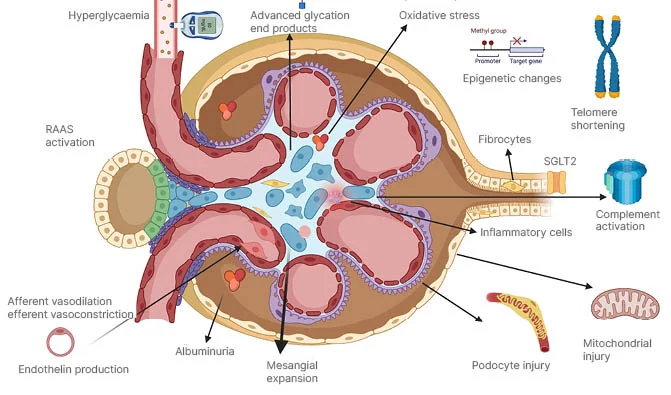 Hyperglycaemia
Advanced glycation
end products
Oxidative stress
Methyl group
Promoter
Target gene
Epigenetic changes
Telomere
shortening
RAAS
activation
Fibrocytes
SGLT2
Complement
activation
Inflammatory cells
Afferent vasodilation
efferent vasoconstriction
Endothelin production
Albuminuria
Mesangial
expansion
Podocyte injury
Mitochondrial
injury